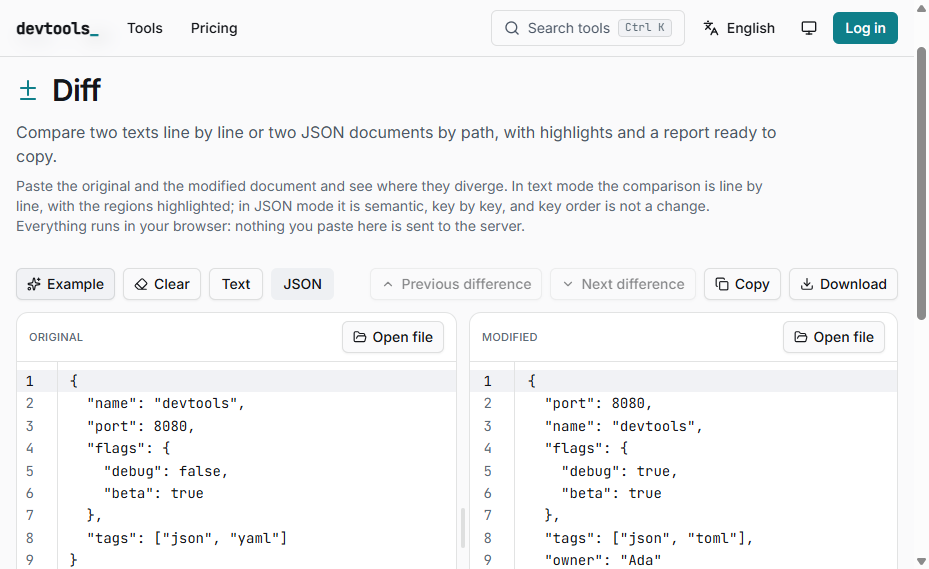 devtools_ Tools Pricing Search tools Ctrl K English Log in
± Diff
Compare two texts line by line or two JSON documents by path, with highlights and a report ready to
copy.
Paste the original and the modified document and see where they diverge. In text mode the comparison is line by
line, with the regions highlighted; in JSON mode it is semantic, key by key, and key order is not a change.
Everything runs in your browser: nothing you paste here is sent to the server.
Example Clear Text JSON Previous difference Next difference Copy Download
ORIGINAL Open file
1 {
2 "name": "devtools",
3 "port": 8080,
4 "flags": {
5 "debug": false,
6 "beta": true
7 },
8 "tags": ["json", "yaml"]
9 }
MODIFIED Open file
1 {
2 "port": 8080,
3 "name": "devtools",
4 "flags": {
5 "debug": true,
6 "beta": true
7 },
8 "tags": ["json", "toml"],
9 "owner": "Ada"